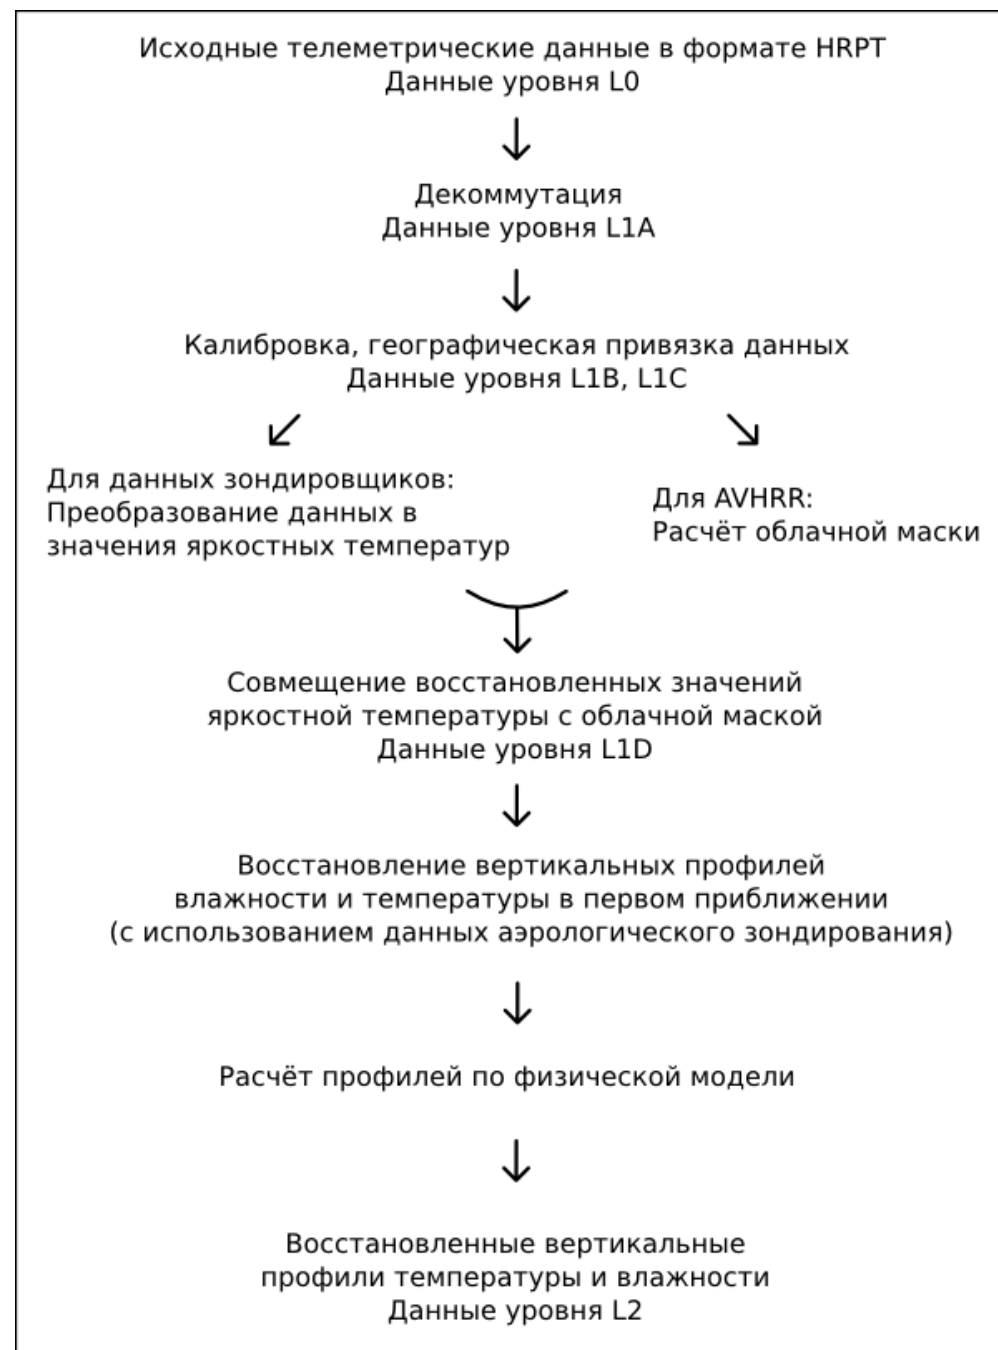 Исходные телеметрические данные в формате HRPT
Данные уровня L0
Декоммутация
Данные уровня L1A
Калибровка, географическая привязка данных
Данные уровня L1B, L1C
Для данных зондировщиков:
Преобразование данных в
значения яркостных температур
Для AVHRR:
Расчёт облачной маски
Совмещение восстановленных значений
яркостной температуры с облачной маской
Данные уровня L1D
Восстановление вертикальных профилей
влажности и температуры в первом приближении
(с использованием данных аэрологического зондирования)
Расчёт профилей по физической модели
Восстановленные вертикальные
профили температуры и влажности
Данные уровня L2